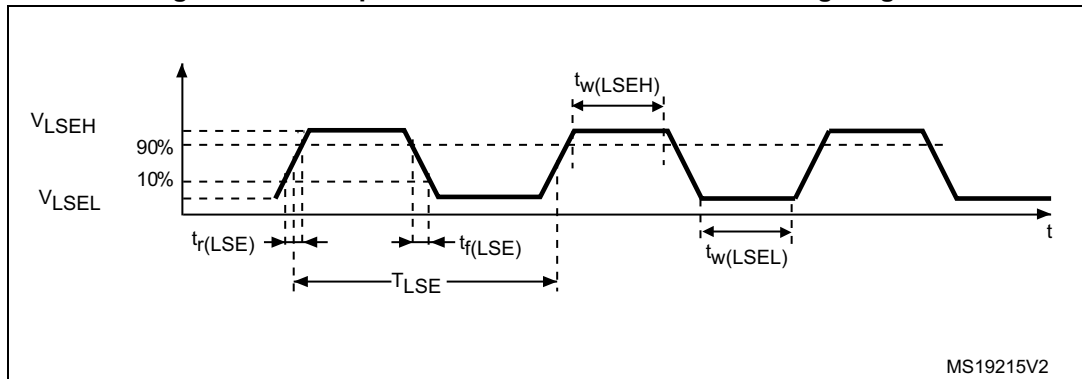 tw(LSEH)
VLSEH
90%
10%
VLSEL
tr(LSE)
tf(LSE)
tw(LSEL)
t
TLSE
MS19215V2